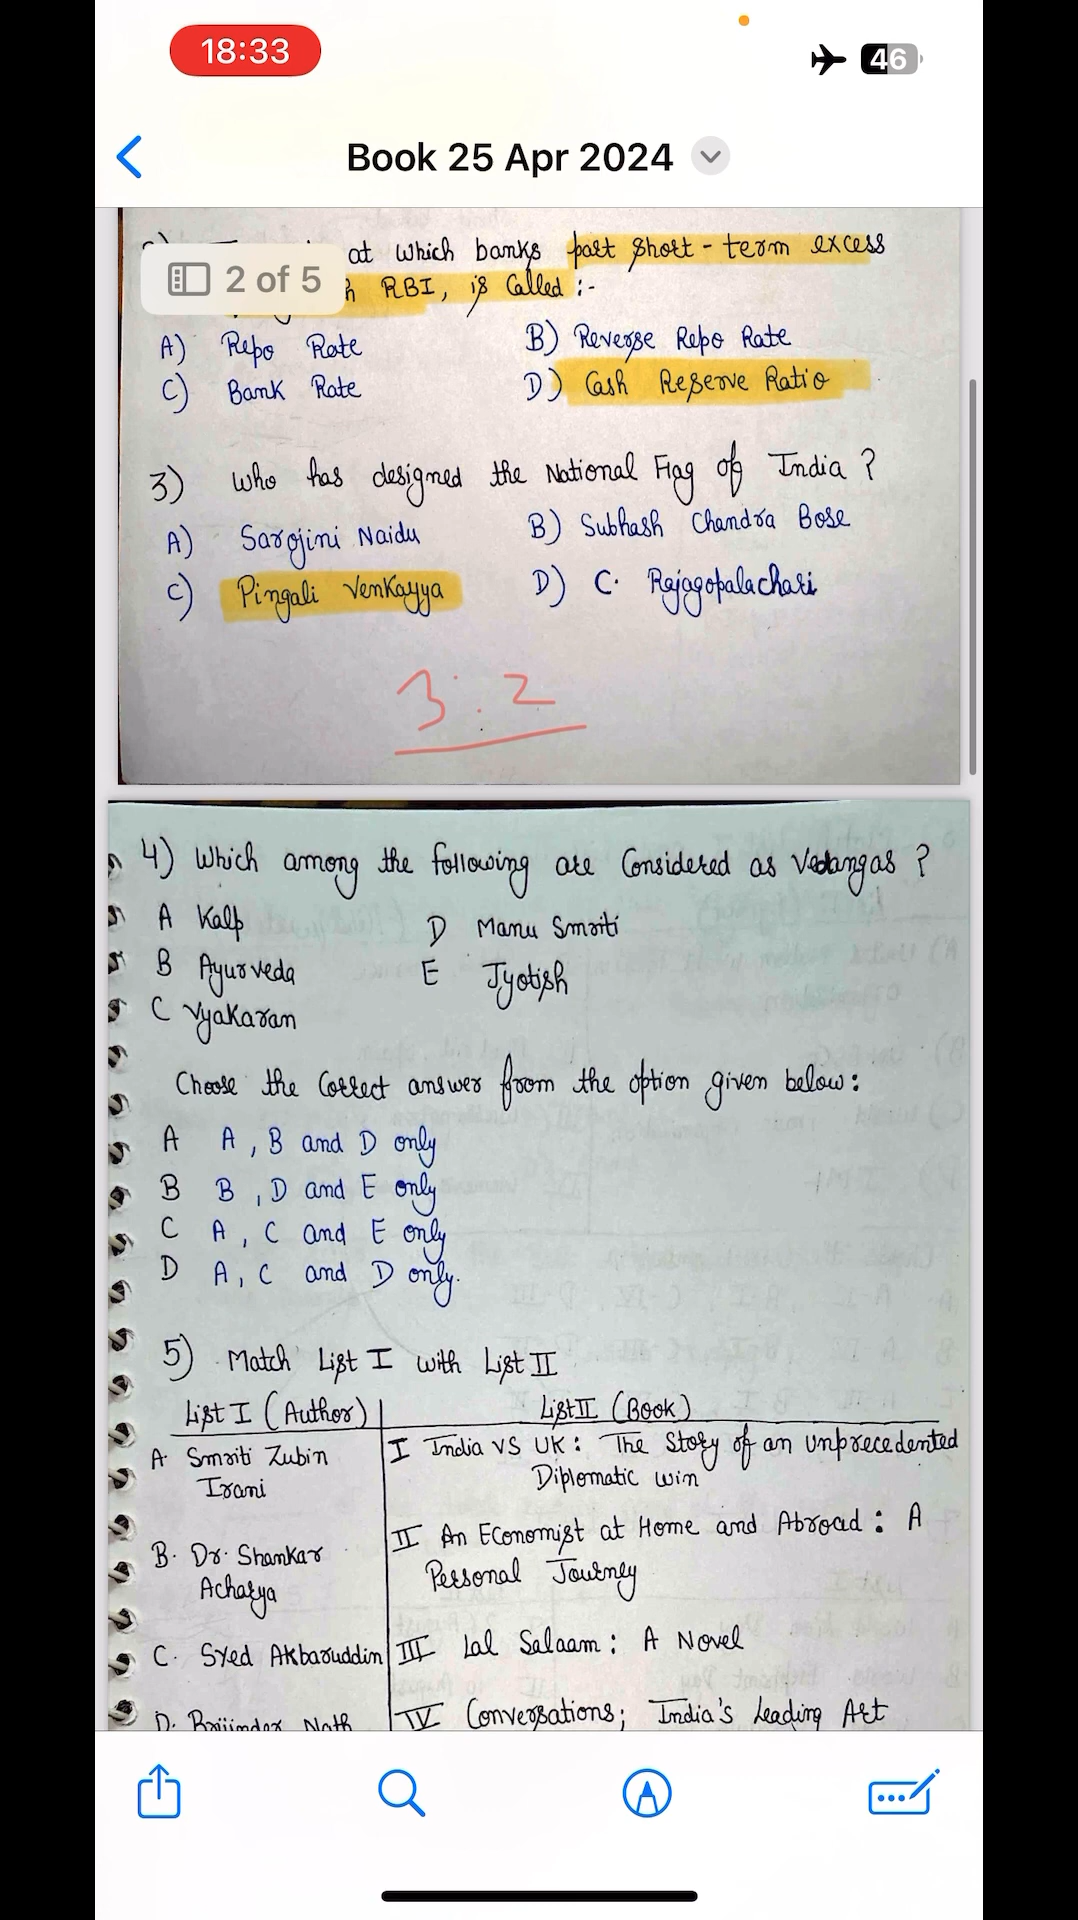 18:33
46
Book 25 Apr 2024
2 of 5
at which banks part short - term excess
RBI, is Called :-
A) Repo Rate
B) Reverse Repo Rate
C) Bank Rate
D) Cash Reserve Ratio
3) who has designed the National Flag of India ?
A) Sarojini Naidu
B) Subhash Chandra Bose
C) Pingali Venkayya
D) C. Rajagopalachari
3:2
4) Which among the following are Considered as Vedangas ?
A Kalp
D Manu Smriti
B Ayurveda
E Jyotish
C Vyakaran
Choose the Correct answer from the option given below:
A A, B and D only
B B, D and E only
C A, C and E only
D A, C and D only.
5) Match List I with List II
List I (Author)
List II (Book)
A. Smriti Zubin
Irani
I India VS UK: The Story of an Unprecedented
Diplomatic win
B. Dr. Shankar
Acharya
II An Economist at Home and Abroad: A
Personal Journey
C. Syed Akbaruddin
III Lal Salaam: A Novel
D. Brijinder Nath
IV Conversations; India's Leading Art